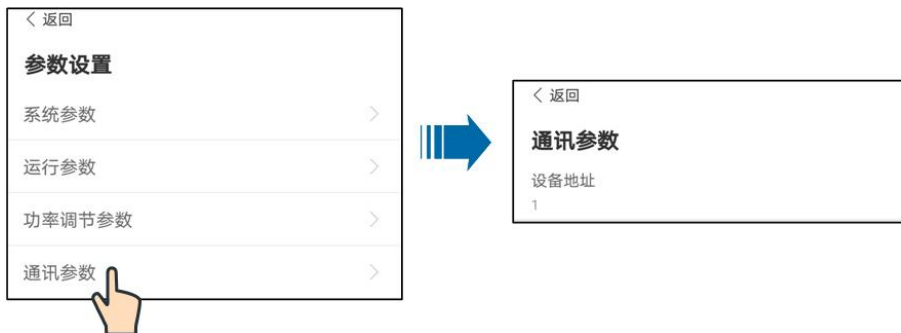 < 返回
参数设置
系统参数 >
运行参数 >
功率调节参数 >
通讯参数 >
< 返回
通讯参数
设备地址
1